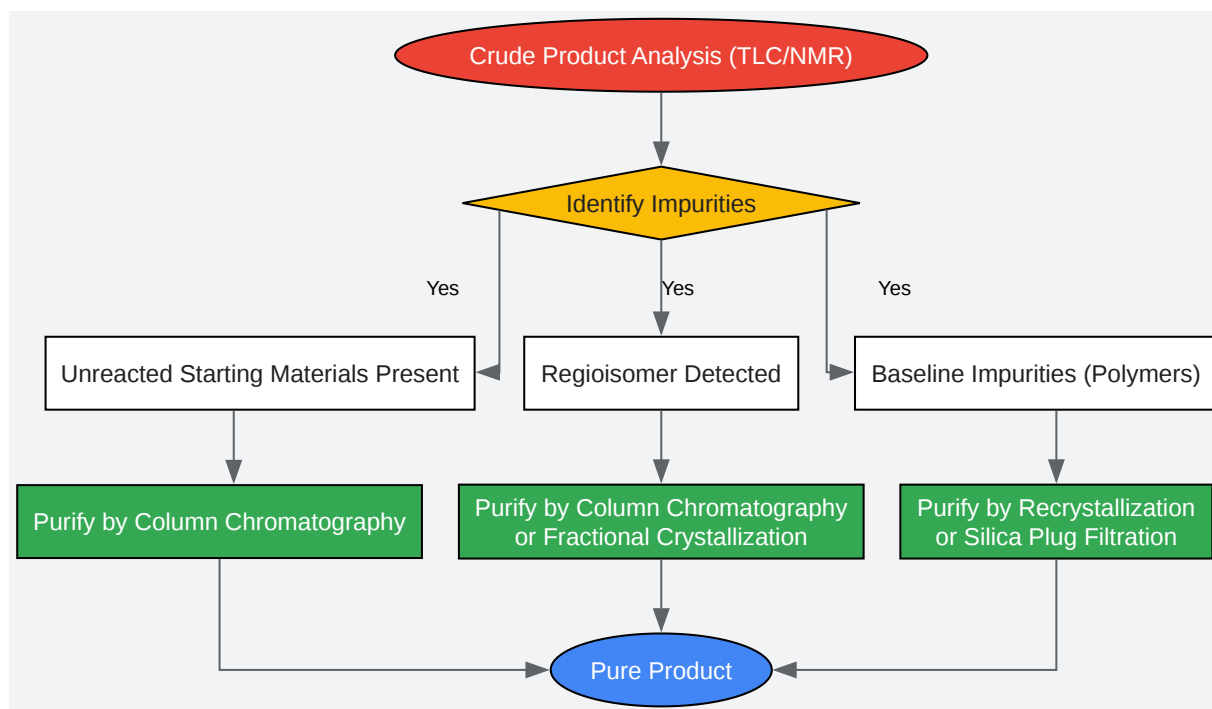 Crude Product Analysis (TLC/NMR)
Identify Impurities
Yes
Yes
Yes
Unreacted Starting Materials Present
Regioisomer Detected
Baseline Impurities (Polymers)
Purify by Column Chromatography
Purify by Column Chromatography
or Fractional Crystallization
Purify by Recrystallization
or Silica Plug Filtration
Pure Product